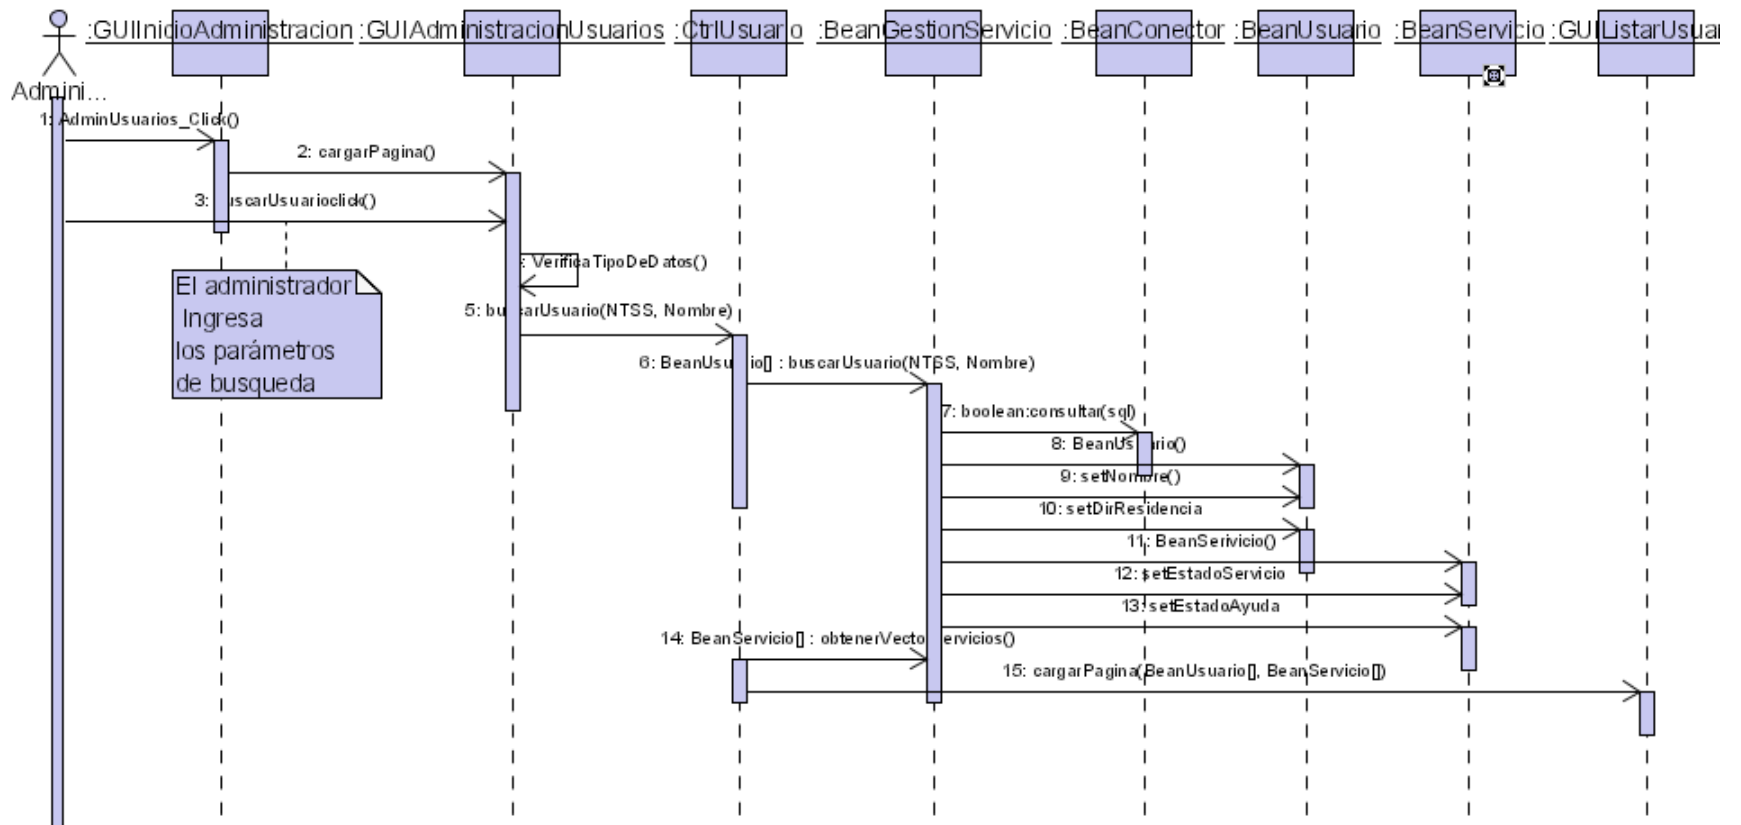 :GUIInicioAdministracion
:GUIAdministracionUsuarios
:CtrlUsuario
:BeanGestionServicio
:BeanConector
:BeanUsuario
:BeanServicio
:GUIListarUsuar
Admini...
1: AdminUsuarios_Click()
2: cargarPagina()
3: buscarUsuarioclick()
: VerificaTipoDeDatos()
El administrador
Ingresa
los parámetros
de busqueda
5: buscarUsuario(NTSS, Nombre)
6: BeanUsuario[] : buscarUsuario(NTSS, Nombre)
7: boolean:consultar(sql)
8: BeanUsuario()
9: setNombre()
10: setDirResidencia
11: BeanSerivicio()
12: setEstadoServicio
13: setEstadoAyuda
14: BeanServicio[] : obtenerVectorServicios()
15: cargarPagina(BeanUsuario[], BeanServicio[])